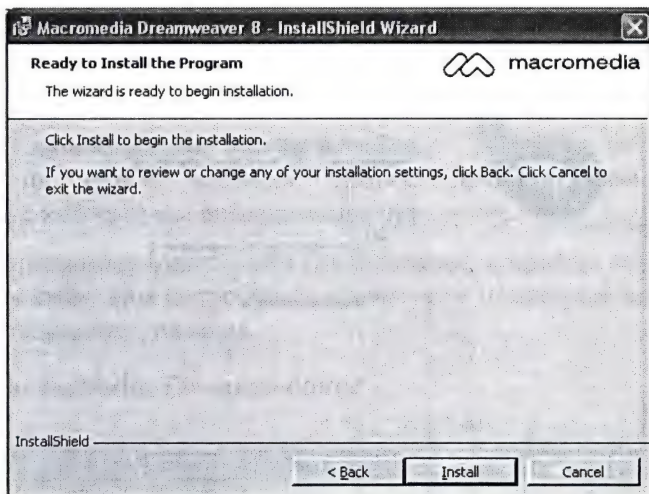 Macromedia Dreamweaver 8 - InstallShield Wizard
Ready to Install the Program
macromedia
The wizard is ready to begin installation.
Click Install to begin the installation.
If you want to review or change any of your installation settings, click Back. Click Cancel to
exit the wizard.
InstallShield
< Back
Install
Cancel